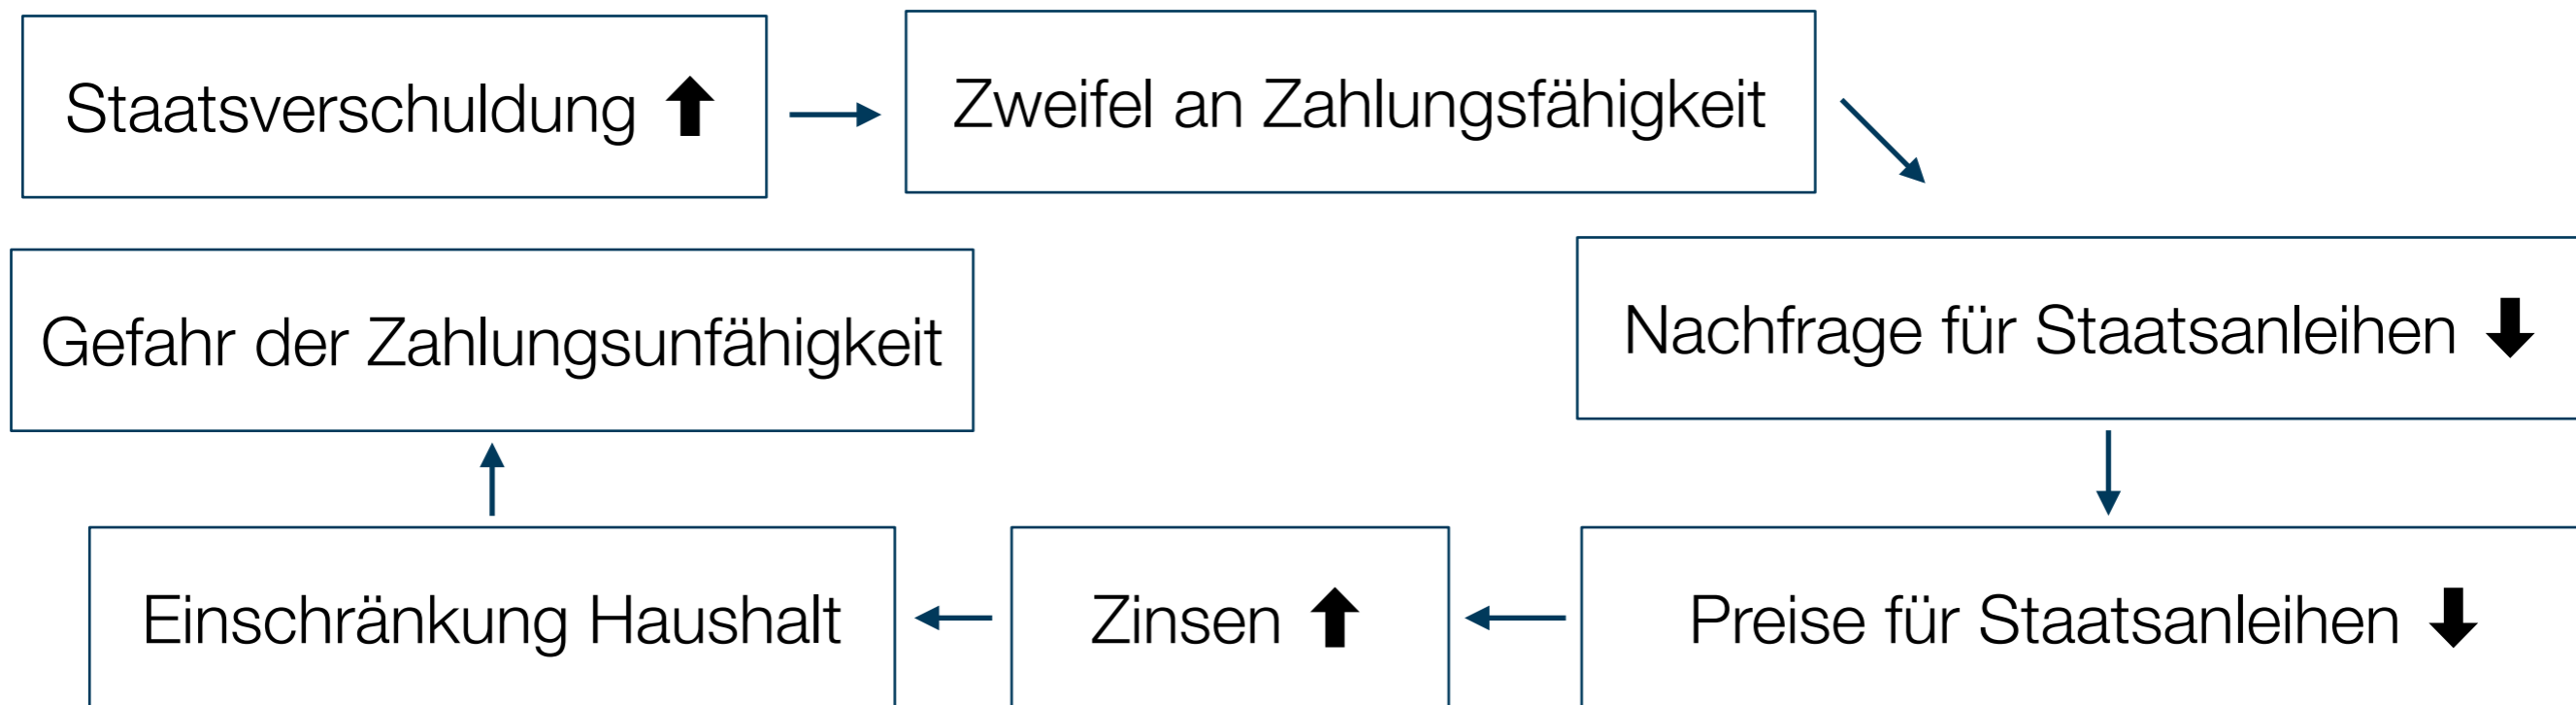 Staatsverschuldung ⬆
Zweifel an Zahlungsfähigkeit
Nachfrage für Staatsanleihen ⬇
Preise für Staatsanleihen ⬇
Zinsen ⬆
Einschränkung Haushalt
Gefahr der Zahlungsunfähigkeit